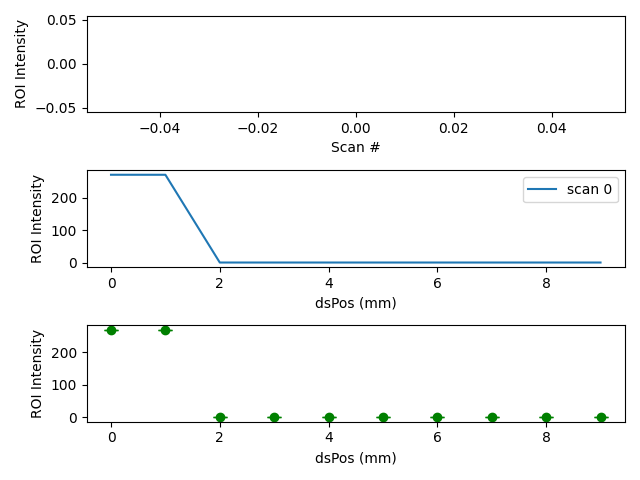 ROI Intensity
0.05
0.00
−0.05
−0.04 −0.02 0.00 0.02 0.04
Scan #
ROI Intensity
200
100
0
scan 0
0 2 4 6 8
dsPos (mm)
ROI Intensity
200
100
0
0 2 4 6 8
dsPos (mm)